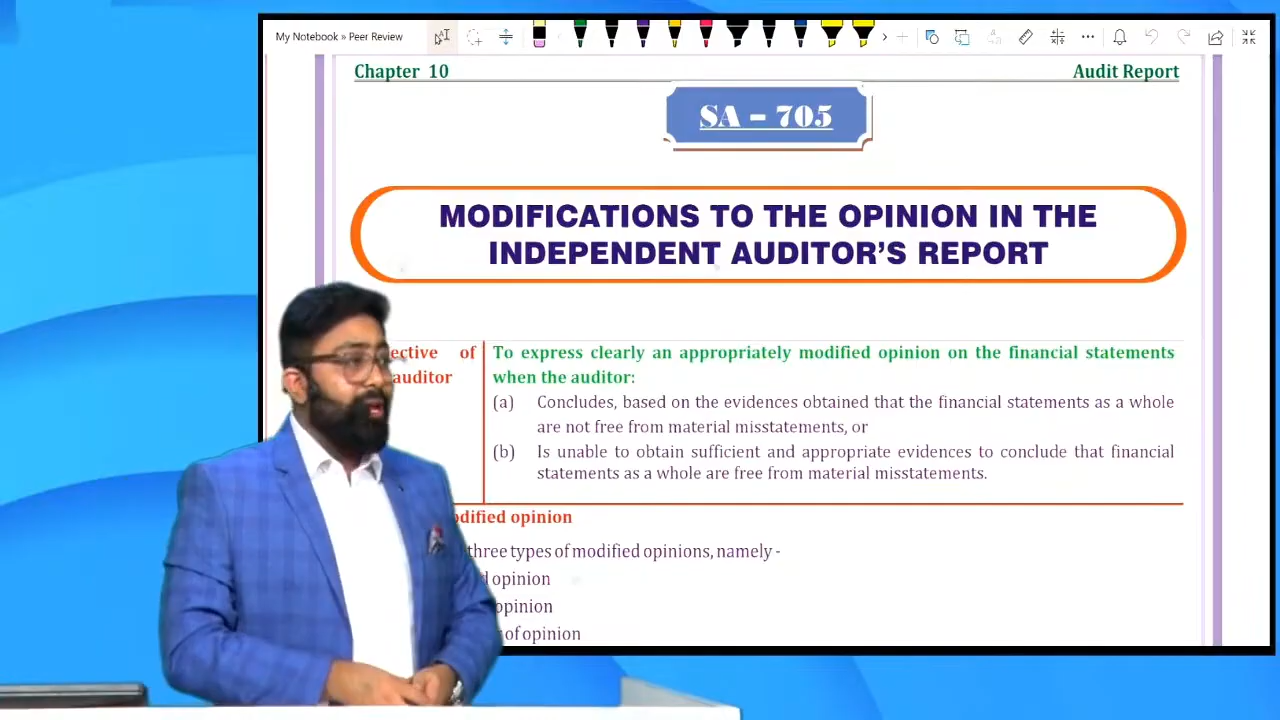 My Notebook » Peer Review
Chapter 10
Audit Report
SA – 705
MODIFICATIONS TO THE OPINION IN THE
INDEPENDENT AUDITOR'S REPORT
ective of
auditor
To express clearly an appropriately modified opinion on the financial statements
when the auditor:
(a) Concludes, based on the evidences obtained that the financial statements as a whole
are not free from material misstatements, or
(b) Is unable to obtain sufficient and appropriate evidences to conclude that financial
statements as a whole are free from material misstatements.
odified opinion
three types of modified opinions, namely -
d opinion
opinion
of opinion